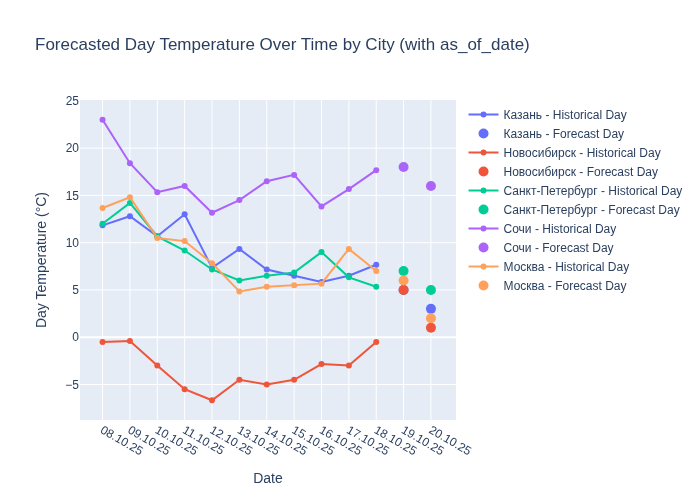 Forecasted Day Temperature Over Time by City (with as_of_date)
Day Temperature (°C)
25
20
15
10
5
0
−5
08.10.25
09.10.25
10.10.25
11.10.25
12.10.25
13.10.25
14.10.25
15.10.25
16.10.25
17.10.25
18.10.25
19.10.25
20.10.25
Date
Казань - Historical Day
Казань - Forecast Day
Новосибирск - Historical Day
Новосибирск - Forecast Day
Санкт-Петербург - Historical Day
Санкт-Петербург - Forecast Day
Сочи - Historical Day
Сочи - Forecast Day
Москва - Historical Day
Москва - Forecast Day